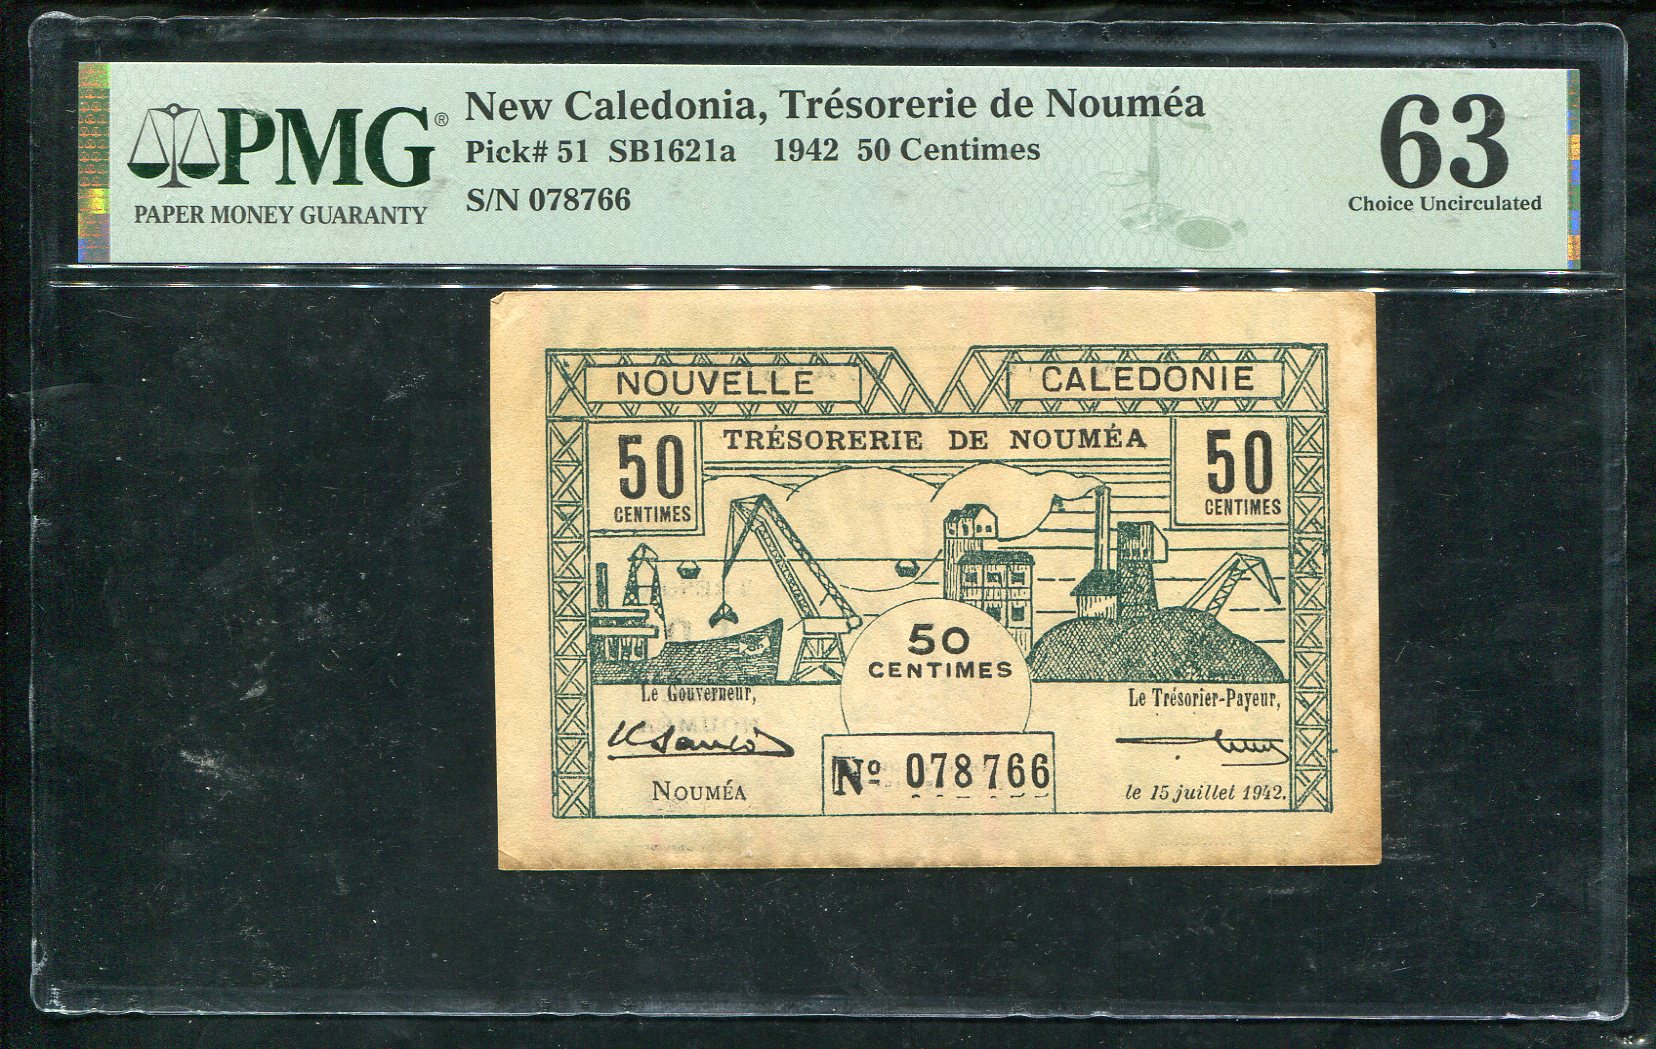 PMG®
PAPER MONEY GUARANTY
New Caledonia, Trésorerie de Nouméa
Pick# 51 SB1621a 1942 50 Centimes
S/N 078766
63
Choice Uncirculated
NOUVELLE CALEDONIE
TRÉSORERIE DE NOUMÉA
50
CENTIMES
50
CENTIMES
50
CENTIMES
Le Gouverneur,
Le Trésorier-Payeur,
Nº 078766
NOUMÉA
le 15 juillet 1942.